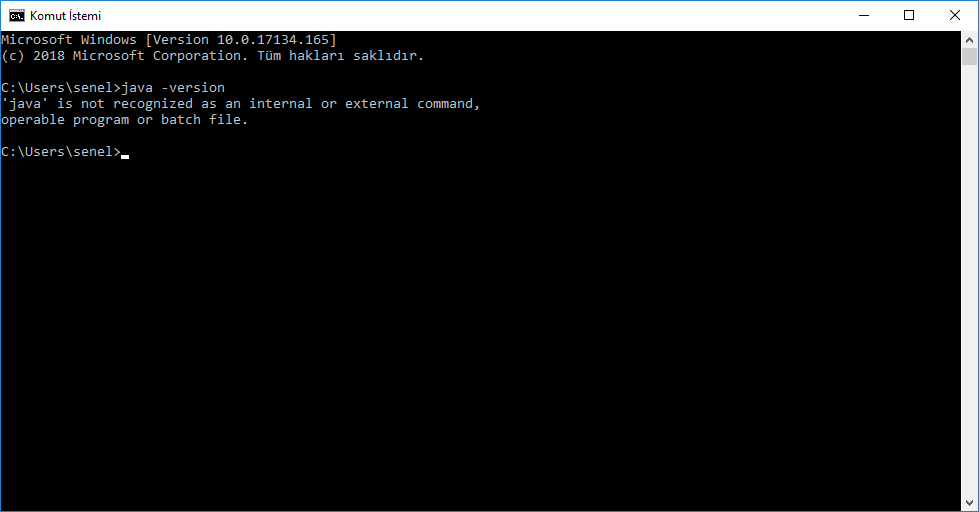 Komut İstemi
Microsoft Windows [Version 10.0.17134.165]
(c) 2018 Microsoft Corporation. Tüm hakları saklıdır.
C:\Users\senel>java -version
'java' is not recognized as an internal or external command,
operable program or batch file.
C:\Users\senel>